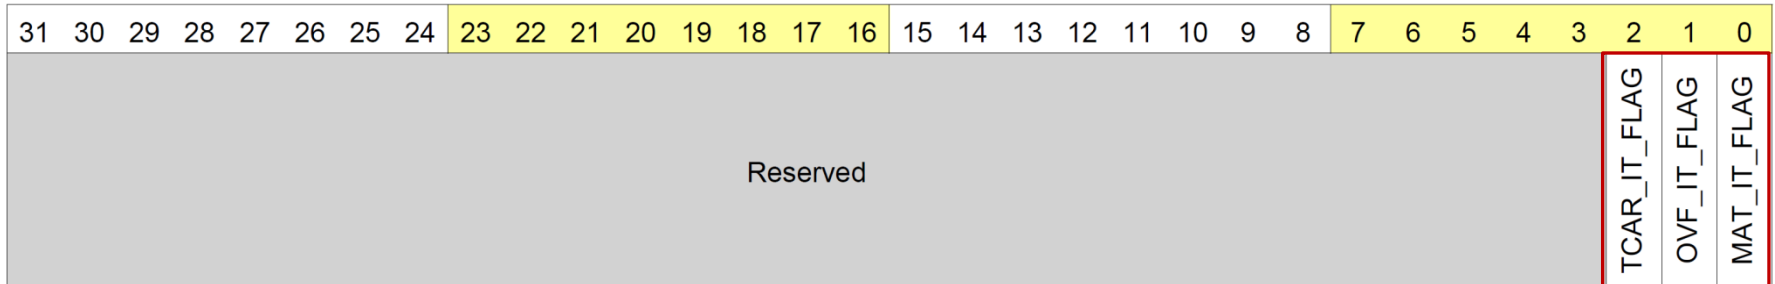 31 30 29 28 27 26 25 24 23 22 21 20 19 18 17 16 15 14 13 12 11 10 9 8 7 6 5 4 3 2 1 0
Reserved
TCAR_IT_FLAG
OVF_IT_FLAG
MAT_IT_FLAG